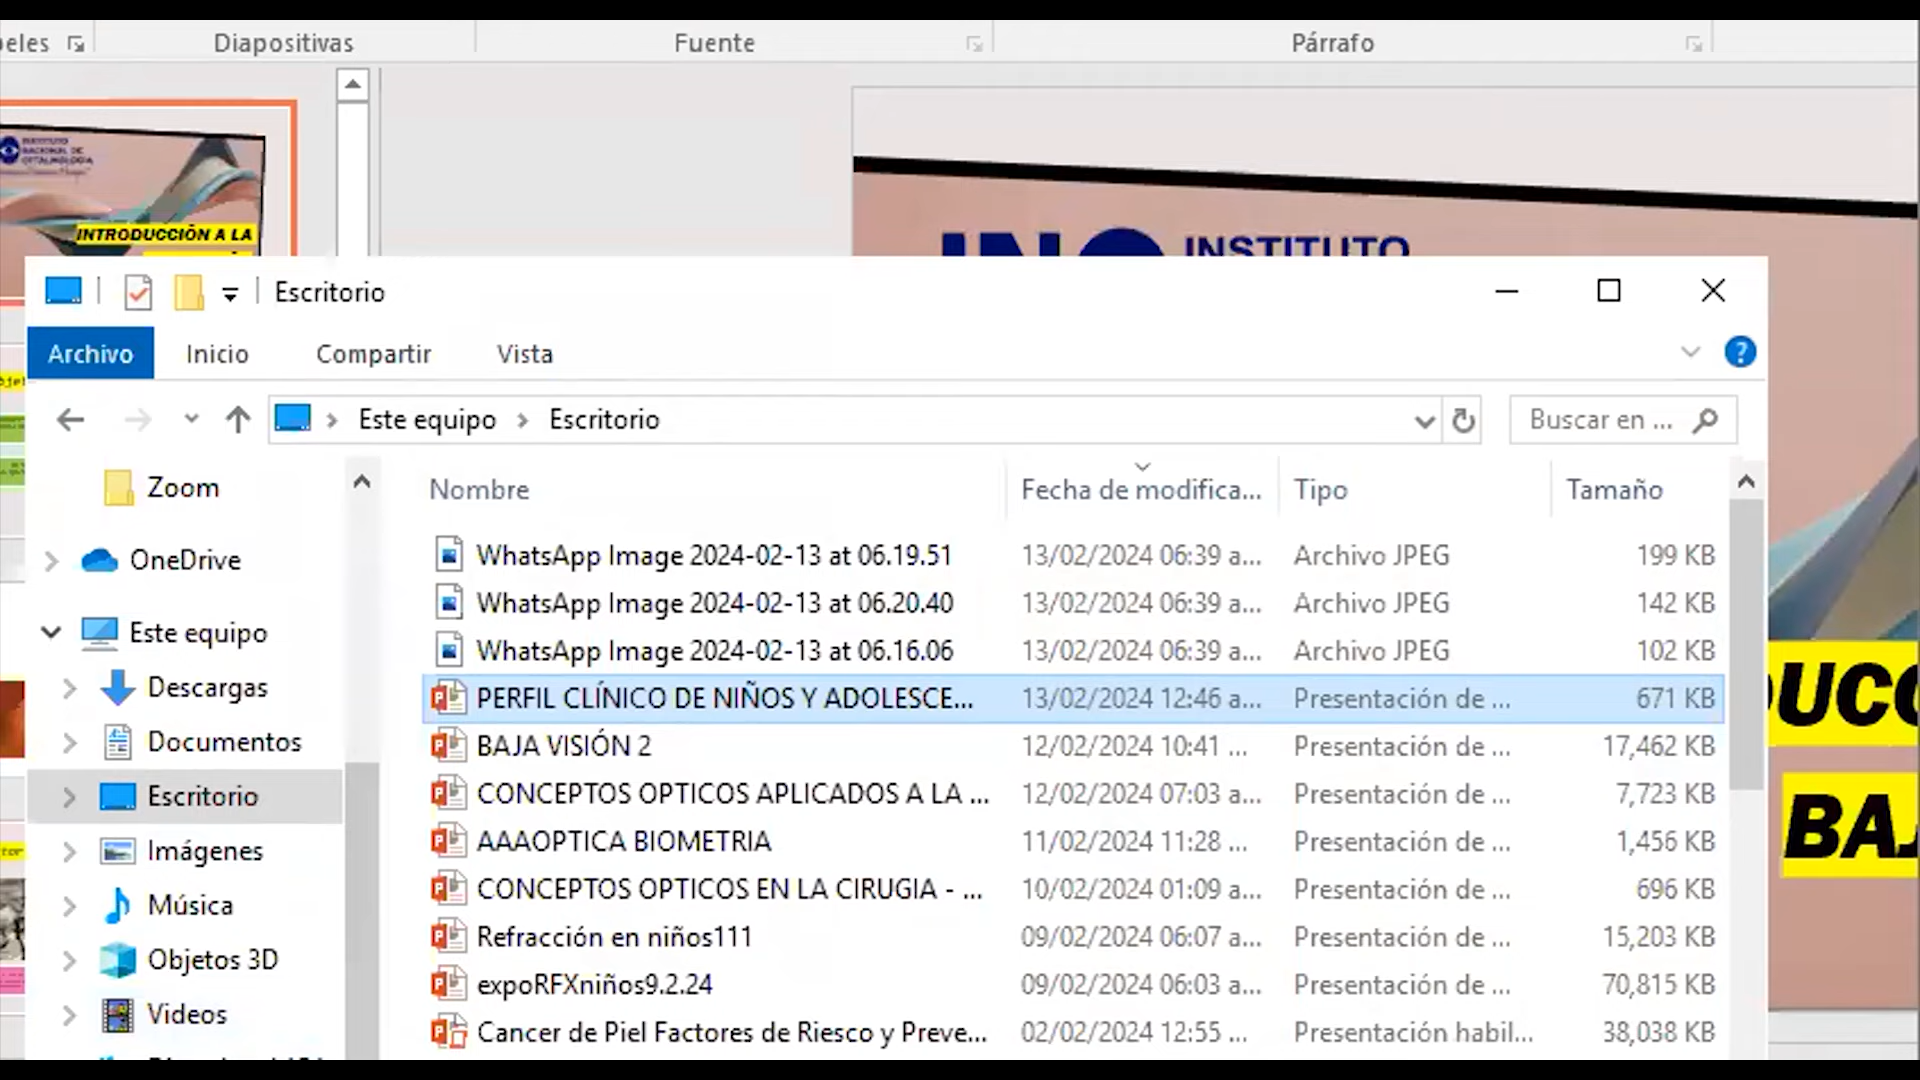 Diapositivas
Fuente
Párrafo
INSTITUTO
NACIONAL DE
OFTALMOLOGIA
INTRODUCCIÓN A LA
INO INSTITUTO
Escritorio
Archivo
Inicio
Compartir
Vista
Este equipo
Escritorio
Buscar en ...
Zoom
OneDrive
Este equipo
Descargas
Documentos
Escritorio
Imágenes
Música
Objetos 3D
Videos
Nombre Fecha de modifica... Tipo Tamaño
WhatsApp Image 2024-02-13 at 06.19.51 13/02/2024 06:39 a... Archivo JPEG 199 KB
WhatsApp Image 2024-02-13 at 06.20.40 13/02/2024 06:39 a... Archivo JPEG 142 KB
WhatsApp Image 2024-02-13 at 06.16.06 13/02/2024 06:39 a... Archivo JPEG 102 KB
PERFIL CLÍNICO DE NIÑOS Y ADOLESCE... 13/02/2024 12:46 a... Presentación de ... 671 KB
BAJA VISIÓN 2 12/02/2024 10:41 ... Presentación de ... 17,462 KB
CONCEPTOS OPTICOS APLICADOS A LA ... 12/02/2024 07:03 a... Presentación de ... 7,723 KB
AAAOPTICA BIOMETRIA 11/02/2024 11:28 ... Presentación de ... 1,456 KB
CONCEPTOS OPTICOS EN LA CIRUGIA - ... 10/02/2024 01:09 a... Presentación de ... 696 KB
Refracción en niños111 09/02/2024 06:07 a... Presentación de ... 15,203 KB
expoRFXniños9.2.24 09/02/2024 06:03 a... Presentación de ... 70,815 KB
Cancer de Piel Factores de Riesco y Preve... 02/02/2024 12:55 ... Presentación habil... 38,038 KB
DUCC
BAJ